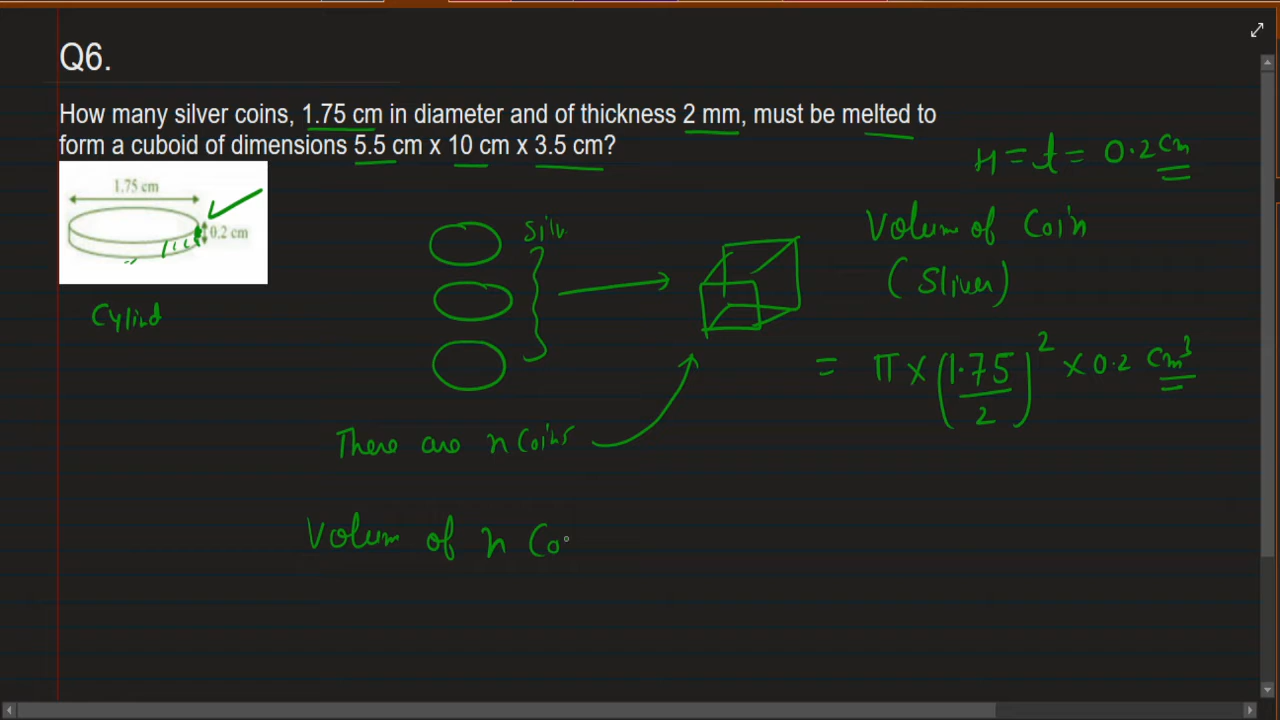 Q6.
How many silver coins, 1.75 cm in diameter and of thickness 2 mm, must be melted to
form a cuboid of dimensions 5.5 cm x 10 cm x 3.5 cm?
1.75 cm
0.2 cm
Cylind
Silv.
H = t = 0.2 cm
Volum of Coin
(Sliver)
= π × (1.75/2)² × 0.2 cm³
There are n Coins
Volum of n Co